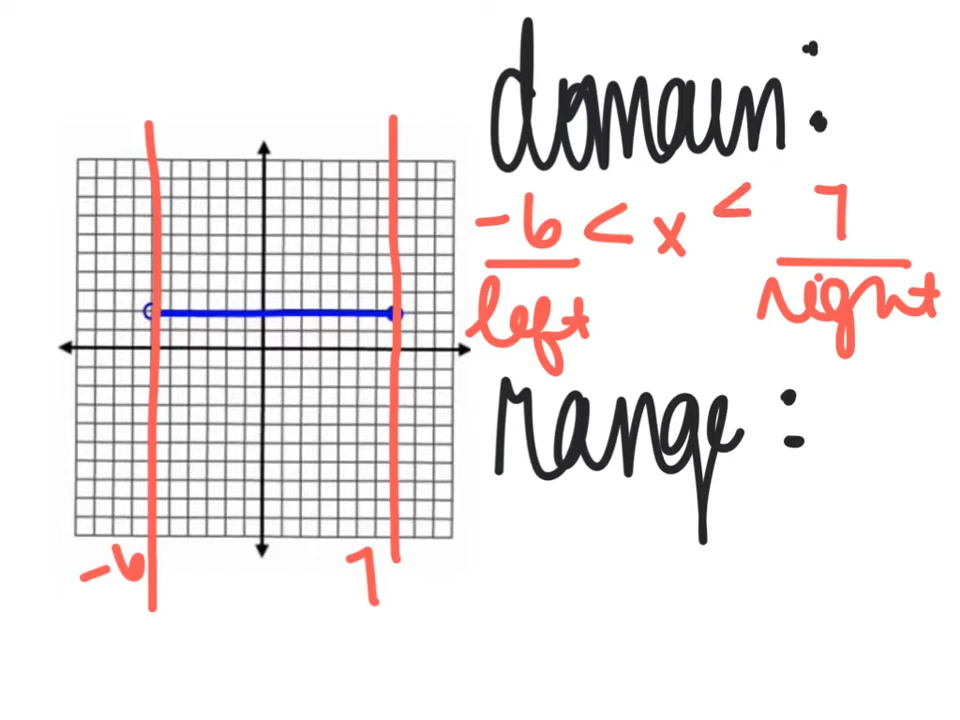 domain:
-6 < x < 7
left right
range:
-6 7